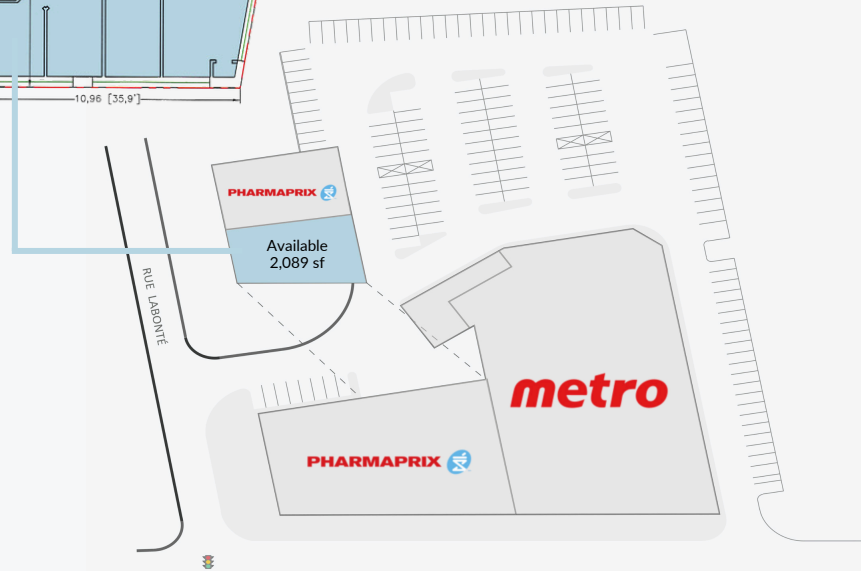 10,96 [35,9']
PHARMAPRIX
Available
2,089 sf
RUE LABONTÉ
metro
PHARMAPRIX